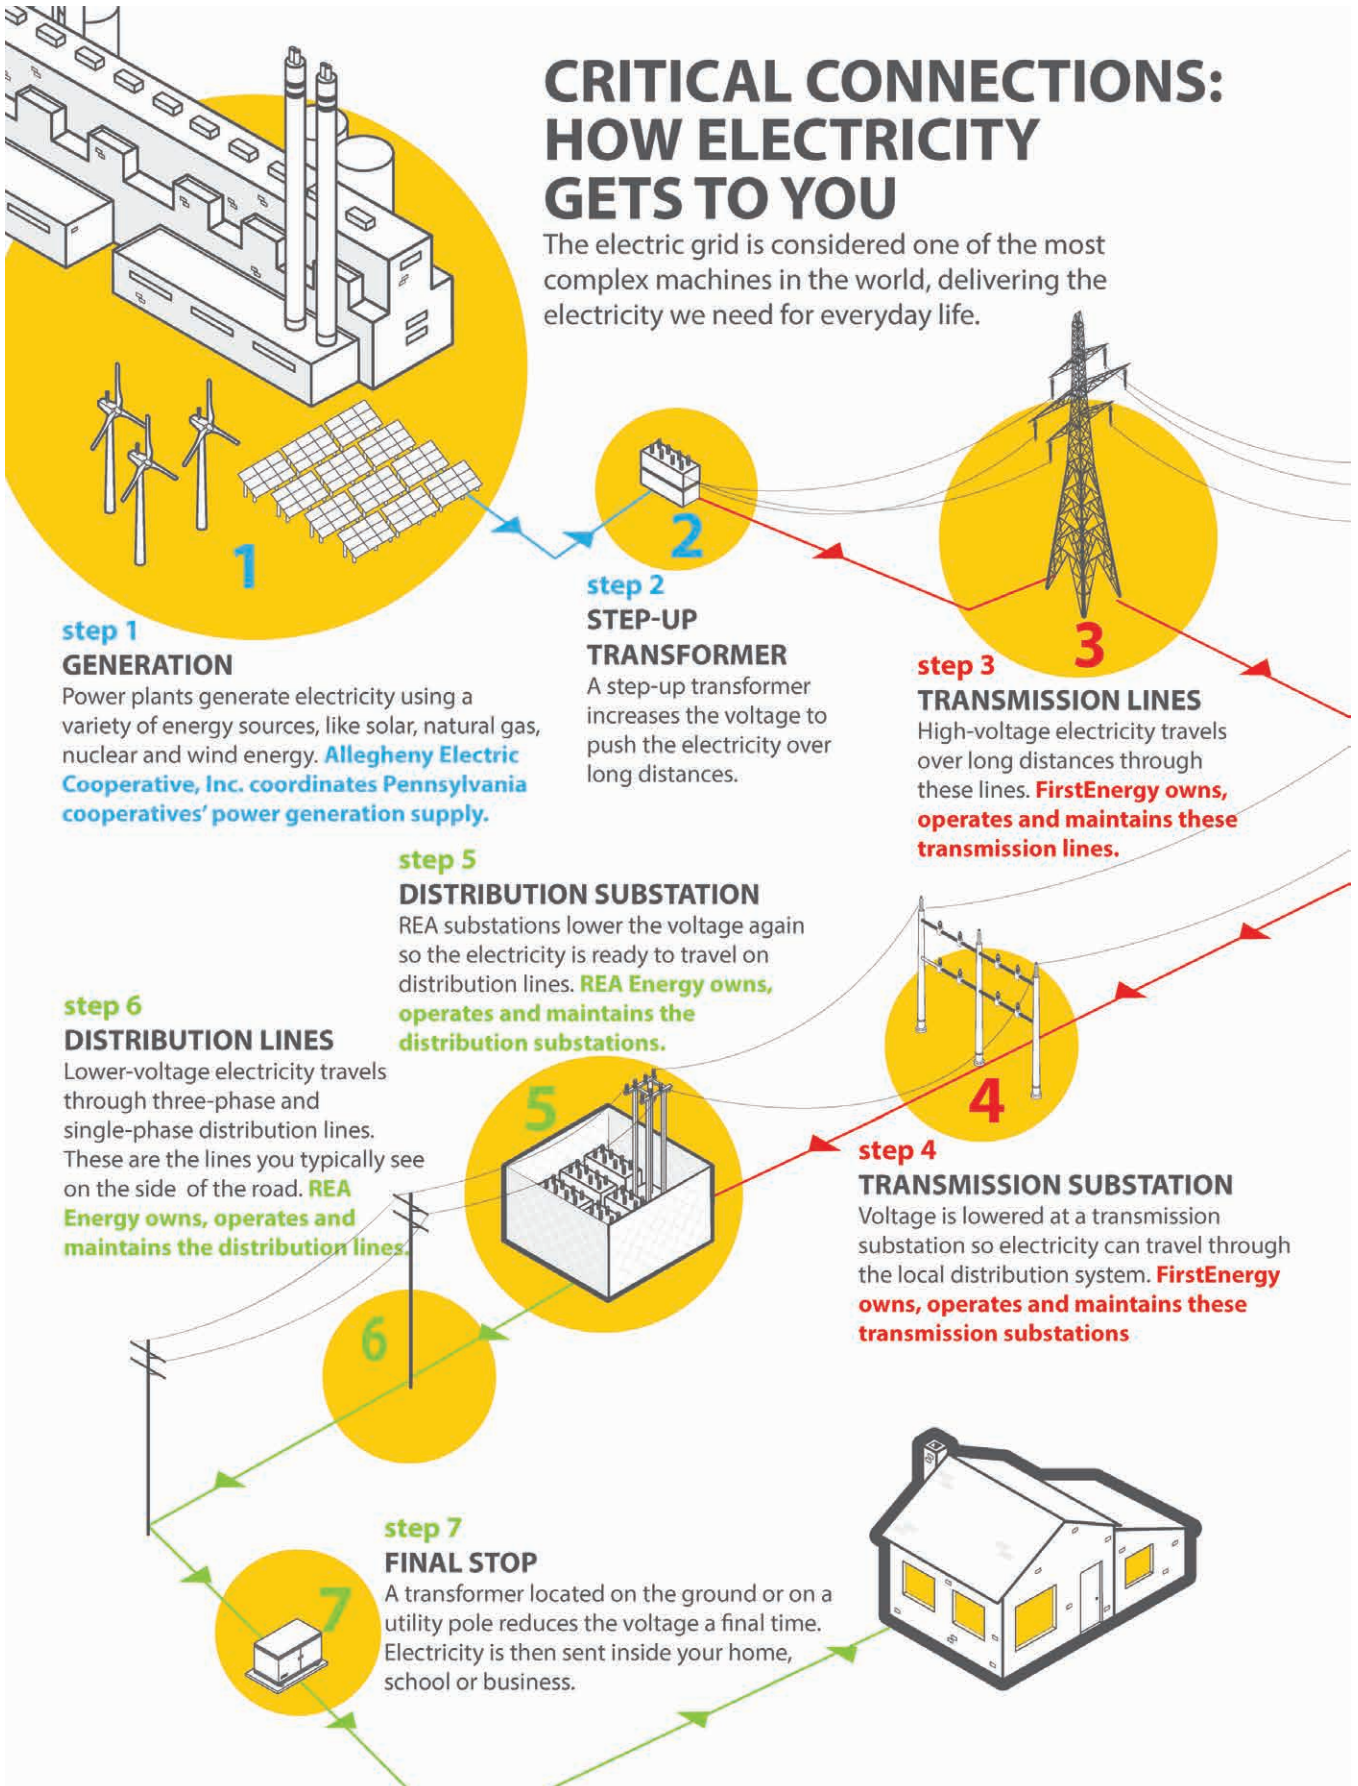 CRITICAL CONNECTIONS:
HOW ELECTRICITY
GETS TO YOU
The electric grid is considered one of the most
complex machines in the world, delivering the
electricity we need for everyday life.
1
step 1
GENERATION
Power plants generate electricity using a
variety of energy sources, like solar, natural gas,
nuclear and wind energy. Allegheny Electric
Cooperative, Inc. coordinates Pennsylvania
cooperatives' power generation supply.
2
step 2
STEP-UP
TRANSFORMER
A step-up transformer
increases the voltage to
push the electricity over
long distances.
3
step 3
TRANSMISSION LINES
High-voltage electricity travels
over long distances through
these lines. FirstEnergy owns,
operates and maintains these
transmission lines.
4
step 4
TRANSMISSION SUBSTATION
Voltage is lowered at a transmission
substation so electricity can travel through
the local distribution system. FirstEnergy
owns, operates and maintains these
transmission substations
step 5
DISTRIBUTION SUBSTATION
REA substations lower the voltage again
so the electricity is ready to travel on
distribution lines. REA Energy owns,
operates and maintains the
distribution substations.
5
step 6
DISTRIBUTION LINES
Lower-voltage electricity travels
through three-phase and
single-phase distribution lines.
These are the lines you typically see
on the side of the road. REA
Energy owns, operates and
maintains the distribution lines.
6
step 7
FINAL STOP
A transformer located on the ground or on a
utility pole reduces the voltage a final time.
Electricity is then sent inside your home,
school or business.
7